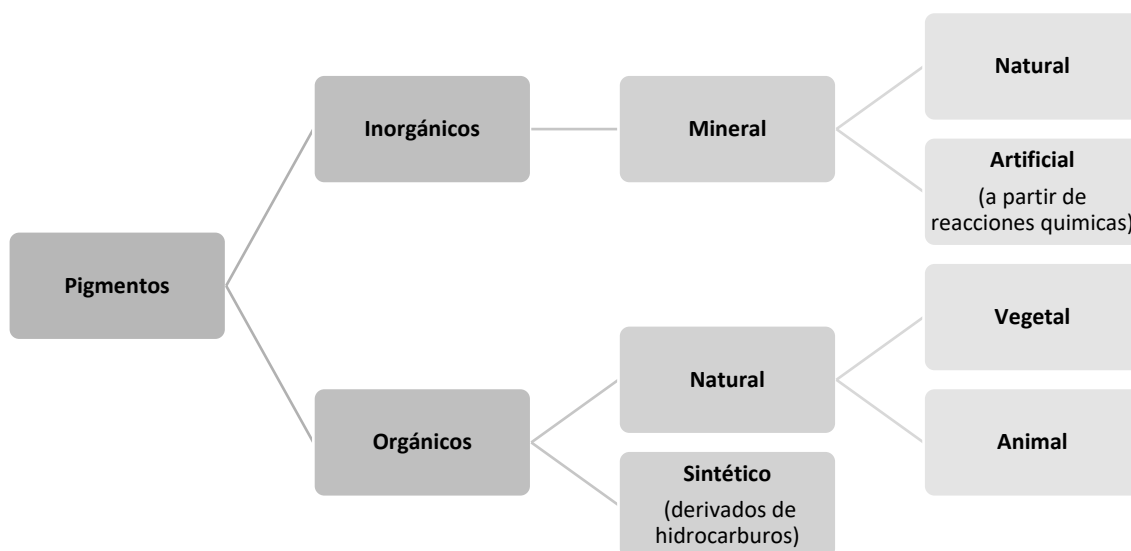 Pigmentos
Inorgánicos
Mineral
Natural
Artificial
(a partir de
reacciones quimicas)
Orgánicos
Natural
Vegetal
Animal
Sintético
(derivados de
hidrocarburos)